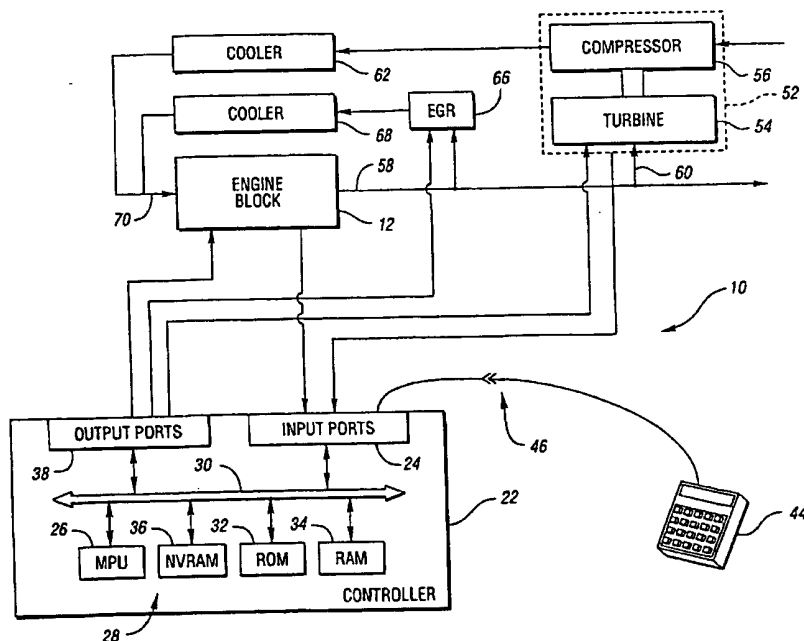 COOLER
62
COMPRESSOR
56
52
COOLER
68
EGR
66
TURBINE
54
58
60
ENGINE
BLOCK
12
70
10
OUTPUT PORTS
38
INPUT PORTS
24
46
30
22
26
MPU
36
NVRAM
32
ROM
34
RAM
44
CONTROLLER
28